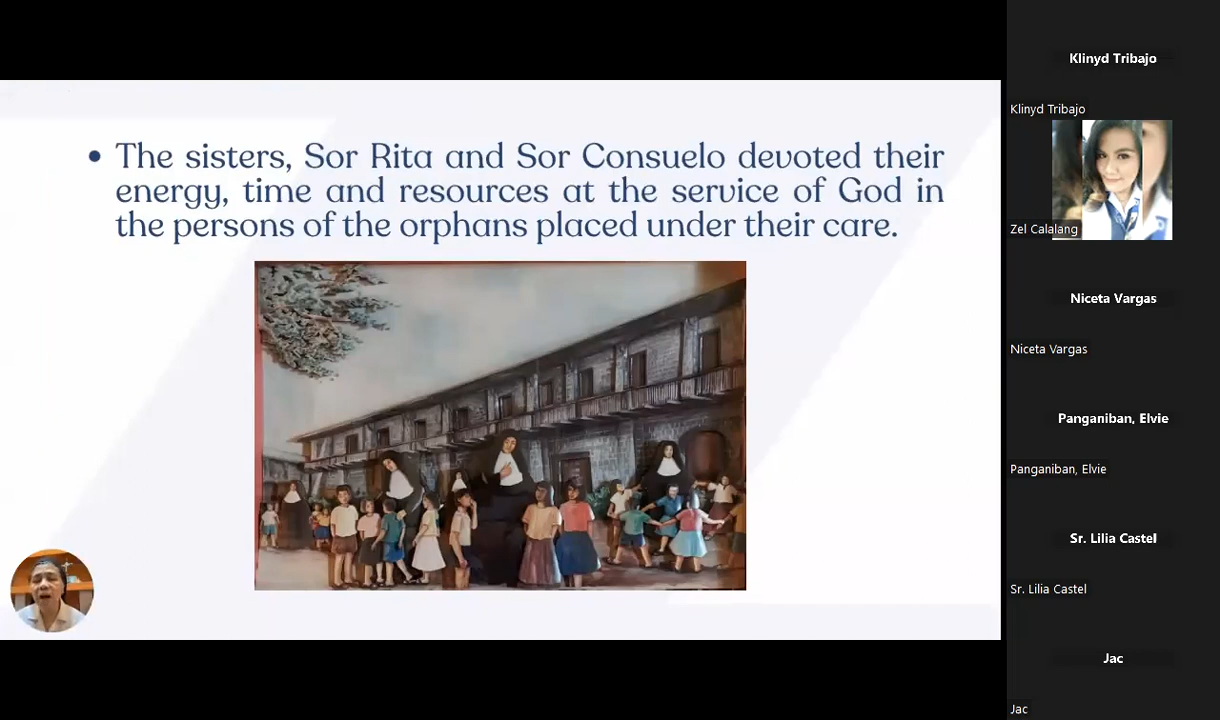 • The sisters, Sor Rita and Sor Consuelo devoted their
energy, time and resources at the service of God in
the persons of the orphans placed under their care.
Klinyd Tribajo
Klinyd Tribajo
Zel Calalang
Niceta Vargas
Niceta Vargas
Panganiban, Elvie
Panganiban, Elvie
Sr. Lilia Castel
Sr. Lilia Castel
Jac
Jac